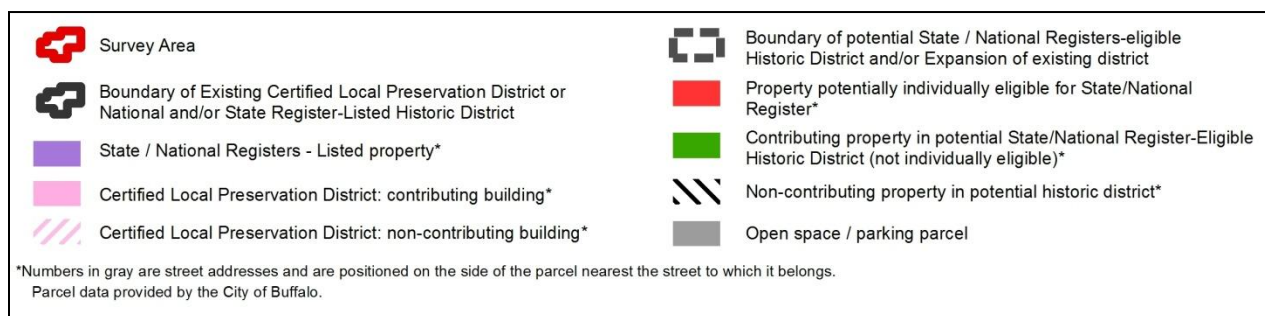 Survey Area
Boundary of Existing Certified Local Preservation District or
National and/or State Register-Listed Historic District
State / National Registers - Listed property*
Certified Local Preservation District: contributing building*
Certified Local Preservation District: non-contributing building*
Boundary of potential State / National Registers-eligible
Historic District and/or Expansion of existing district
Property potentially individually eligible for State/National
Register*
Contributing property in potential State/National Register-Eligible
Historic District (not individually eligible)*
Non-contributing property in potential historic district*
Open space / parking parcel
*Numbers in gray are street addresses and are positioned on the side of the parcel nearest the street to which it belongs.
Parcel data provided by the City of Buffalo.